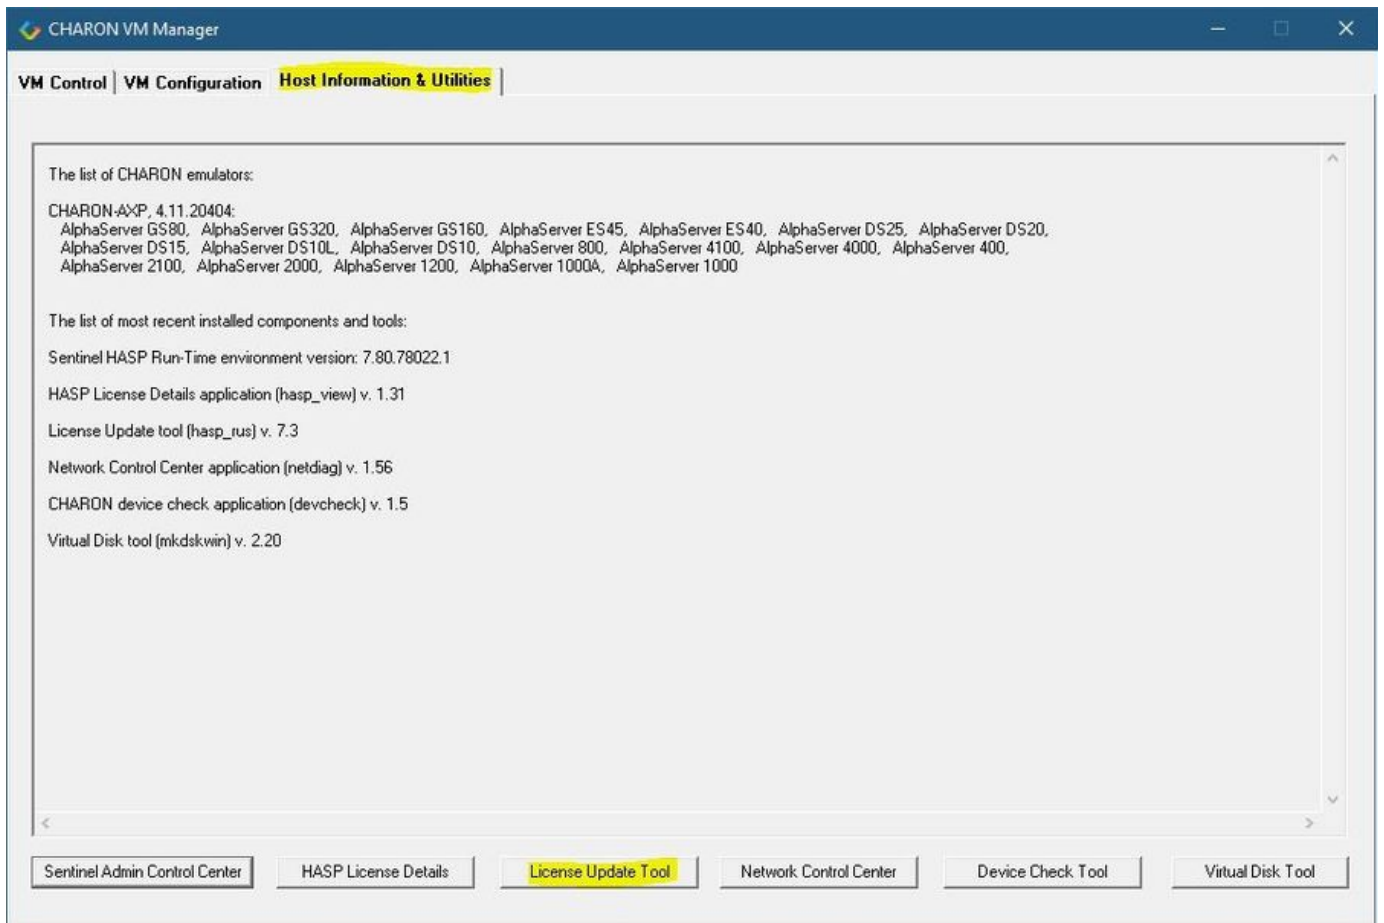 CHARON VM Manager
VM Control
VM Configuration
Host Information & Utilities
The list of CHARON emulators:
CHARON-AXP, 4.11.20404:
AlphaServer GS80, AlphaServer GS320, AlphaServer GS160, AlphaServer ES45, AlphaServer ES40, AlphaServer DS25, AlphaServer DS20,
AlphaServer DS15, AlphaServer DS10L, AlphaServer DS10, AlphaServer 800, AlphaServer 4100, AlphaServer 4000, AlphaServer 400,
AlphaServer 2100, AlphaServer 2000, AlphaServer 1200, AlphaServer 1000A, AlphaServer 1000
The list of most recent installed components and tools:
Sentinel HASP Run-Time environment version: 7.80.78022.1
HASP License Details application (hasp_view) v. 1.31
License Update tool (hasp_rus) v. 7.3
Network Control Center application (netdiag) v. 1.56
CHARON device check application (devcheck) v. 1.5
Virtual Disk tool (mkdskwin) v. 2.20
Sentinel Admin Control Center
HASP License Details
License Update Tool
Network Control Center
Device Check Tool
Virtual Disk Tool